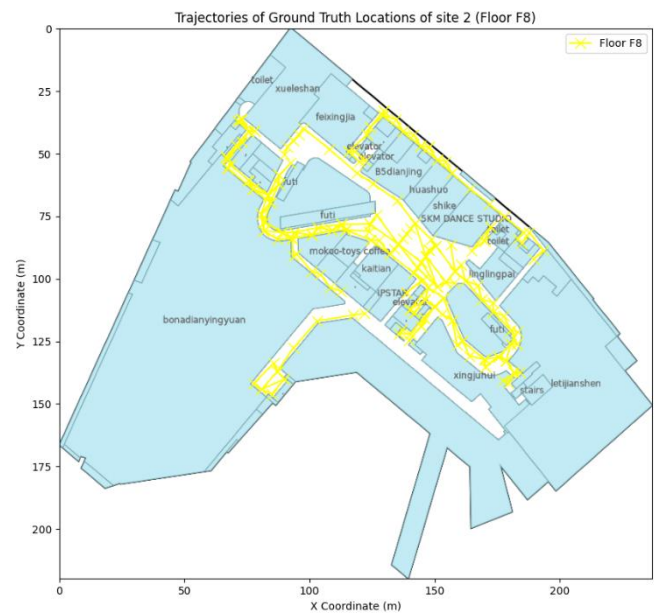 Trajectories of Ground Truth Locations of site 2 (Floor F8)
Floor F8
0
25
50
75
100
125
150
175
200
Y Coordinate (m)
toilet
xueleshan
feixingjia
elevator
elevator
B5dianjing
futi
huashuo
shike
futi
5KM DANCE STUDIO
toilet
toilet
mokoo-toys coffee
kaitian
linglingpai
IPSTAR
elevator
bonadianyingyuan
futi
xingjuhui
letijianshen
stairs
0
50
100
150
200
X Coordinate (m)